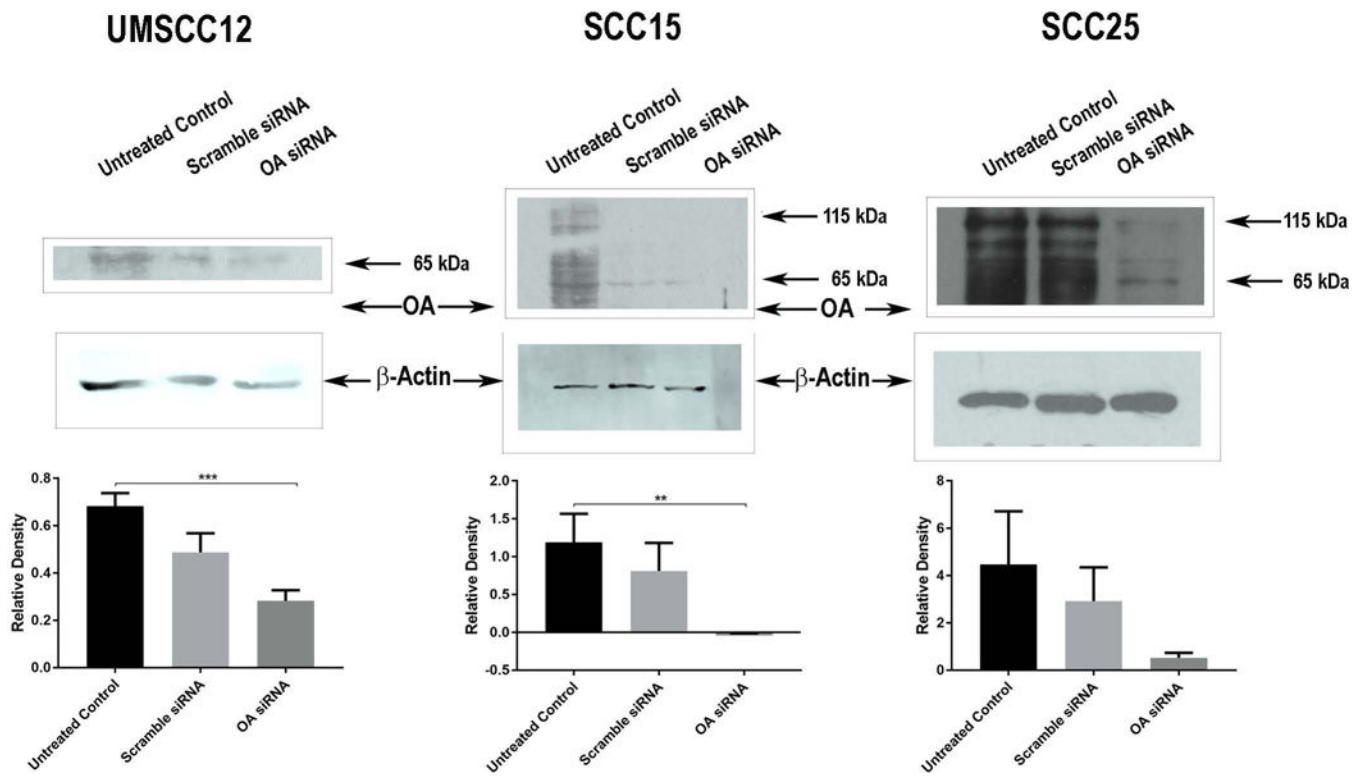 UMSCC12
SCC15
SCC25
Untreated Control
Scramble siRNA
OA siRNA
Untreated Control
Scramble siRNA
OA siRNA
Untreated Control
Scramble siRNA
OA siRNA
115 kDa
115 kDa
65 kDa
65 kDa
65 kDa
OA
OA
β-Actin
β-Actin
***
Relative Density
0.8
0.6
0.4
0.2
0.0
Untreated Control
Scramble siRNA
OA siRNA
**
Relative Density
2.0
1.5
1.0
0.5
0.0
-0.5
Untreated Control
Scramble siRNA
OA siRNA
Relative Density
8
6
4
2
0
Untreated Control
Scramble siRNA
OA siRNA